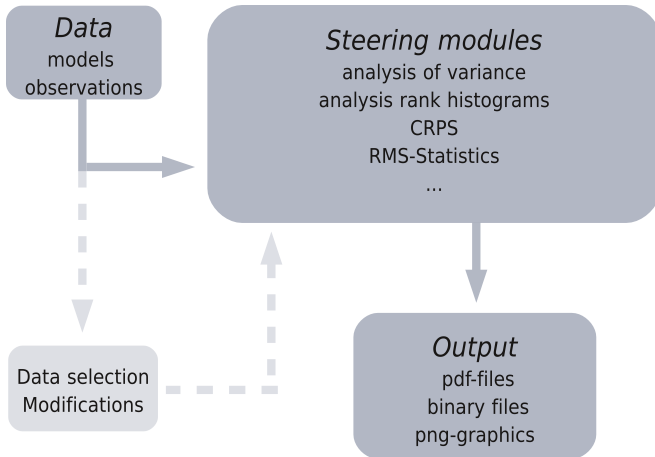 Data
models
observations
Steering modules
analysis of variance
analysis rank histograms
CRPS
RMS-Statistics
...
Data selection
Modifications
Output
pdf-files
binary files
png-graphics